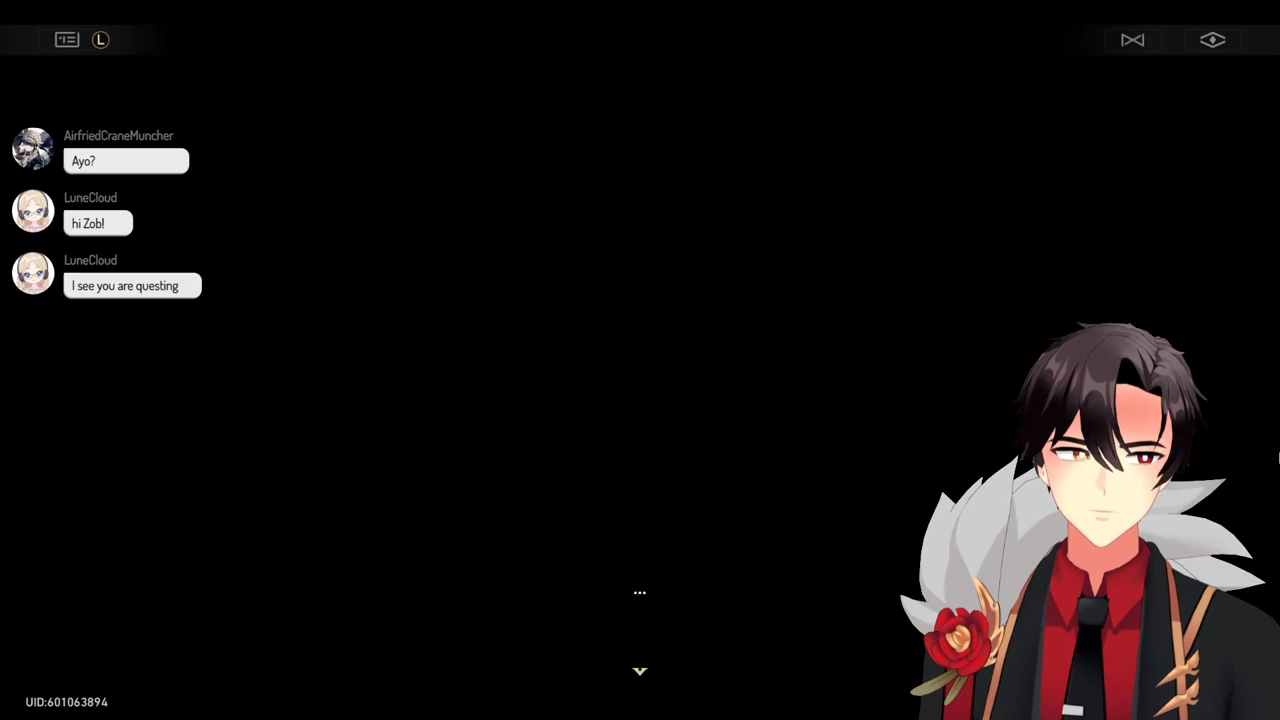 L
AirfriedCraneMuncher
Ayo?
LuneCloud
hi Zob!
LuneCloud
I see you are questing
...
UID:601063894